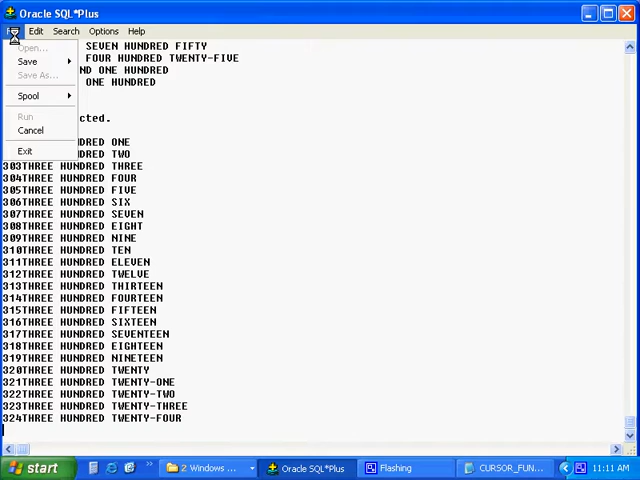 Oracle SQL*Plus
Edit Search Options Help
Open...
Save
Save As...
Spool
Run
Cancel
Exit
SEVEN HUNDRED FIFTY
FOUR HUNDRED TWENTY-FIVE
ND ONE HUNDRED
ONE HUNDRED
cted.
DRED ONE
DRED TWO
303THREE HUNDRED THREE
304THREE HUNDRED FOUR
305THREE HUNDRED FIVE
306THREE HUNDRED SIX
307THREE HUNDRED SEVEN
308THREE HUNDRED EIGHT
309THREE HUNDRED NINE
310THREE HUNDRED TEN
311THREE HUNDRED ELEVEN
312THREE HUNDRED TWELVE
313THREE HUNDRED THIRTEEN
314THREE HUNDRED FOURTEEN
315THREE HUNDRED FIFTEEN
316THREE HUNDRED SIXTEEN
317THREE HUNDRED SEVENTEEN
318THREE HUNDRED EIGHTEEN
319THREE HUNDRED NINETEEN
320THREE HUNDRED TWENTY
321THREE HUNDRED TWENTY-ONE
322THREE HUNDRED TWENTY-TWO
323THREE HUNDRED TWENTY-THREE
324THREE HUNDRED TWENTY-FOUR
start 2 Windows ... Oracle SQL*Plus Flashing CURSOR_FUN... 11:11 AM